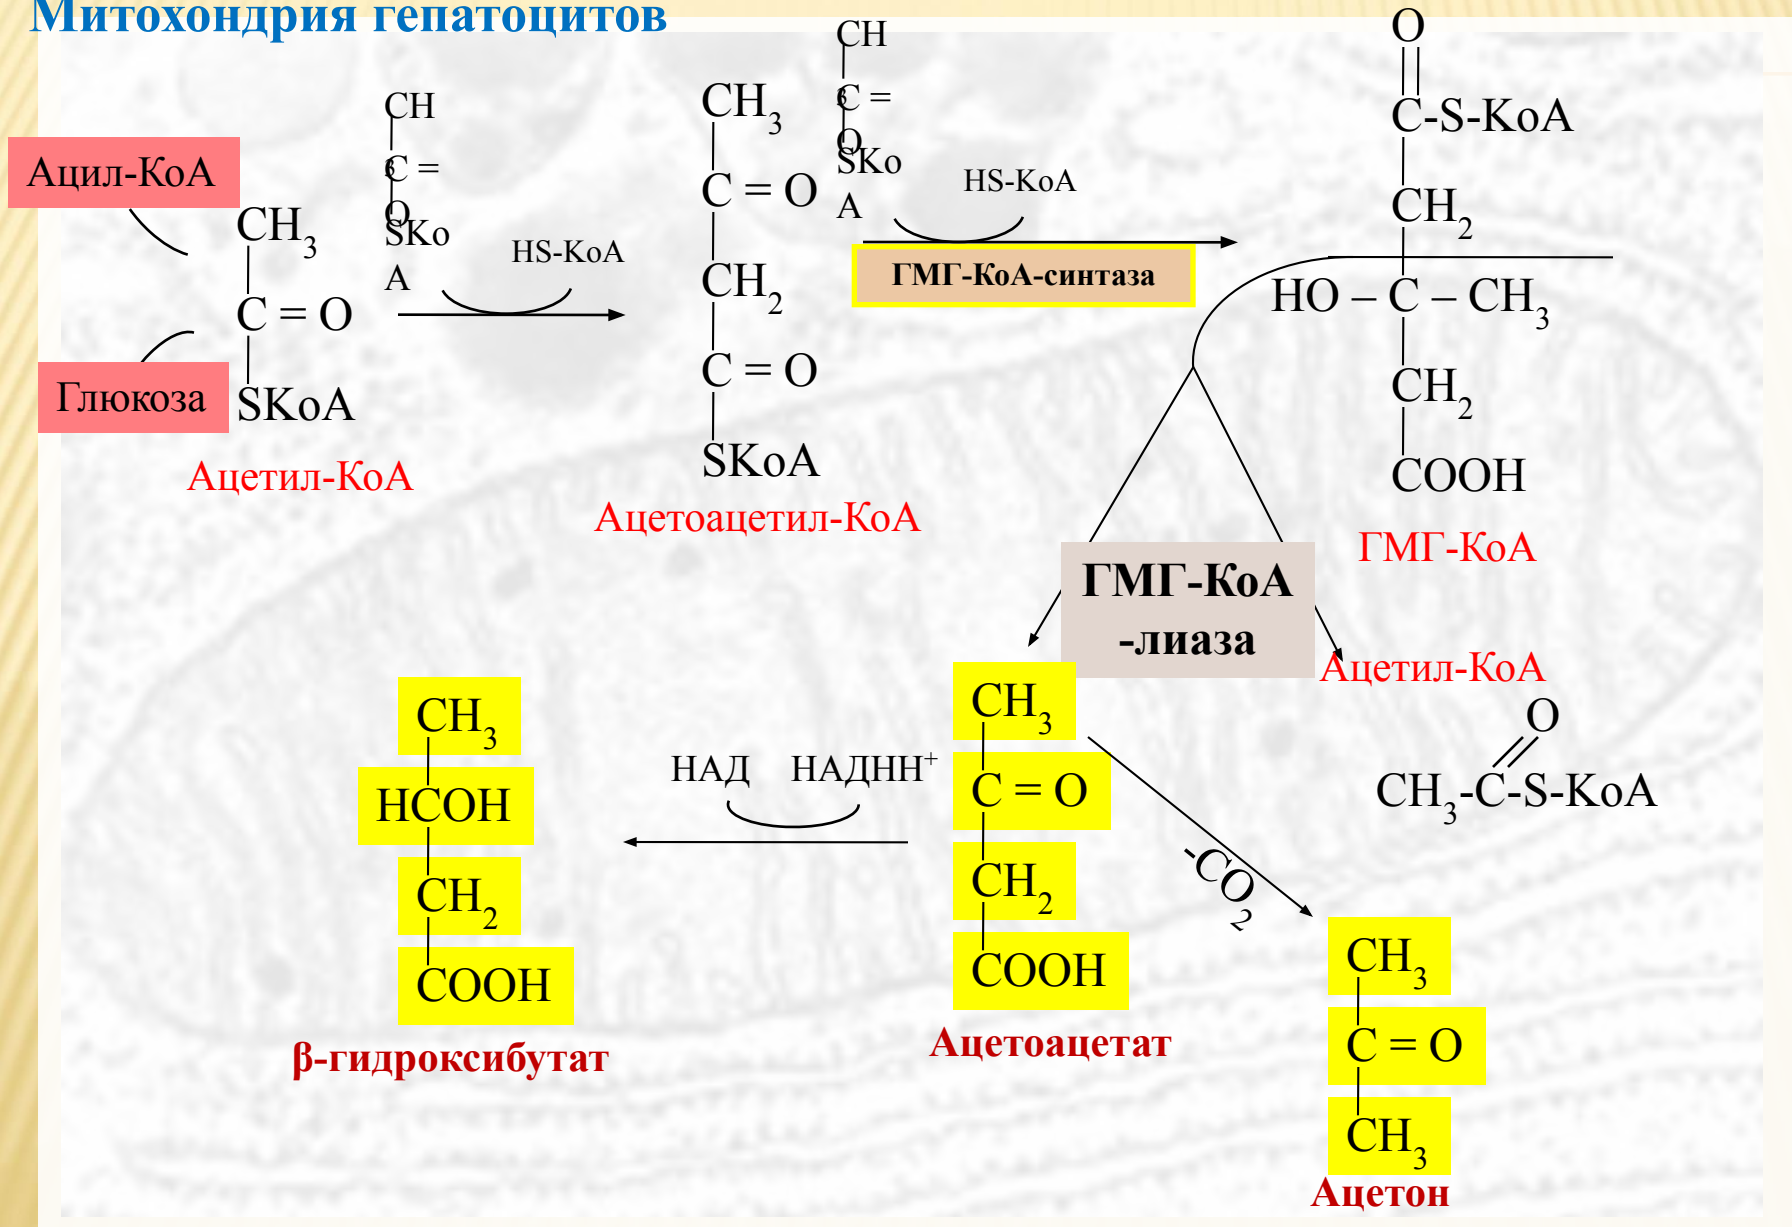 Митохондрия гепатоцитов
Ацил-КоА
Глюкоза
CH3
C = O
SKoA
Ацетил-КоА
CH
3
C =
O
SKo
A
HS-KoA
CH3
C = O
CH2
C = O
SKoA
Ацетоацетил-КоА
CH
3
C =
O
SKo
A
HS-KoA
ГМГ-КоА-синтаза
O
C-S-KoA
CH2
HO – C – CH3
CH2
COOH
ГМГ-КоА
ГМГ-КоА
-лиаза
Ацетил-КоА
O
CH3-C-S-KoA
CH3
C = O
CH2
COOH
Ацетоацетат
НАД НАДНН+
CH3
HCOH
CH2
COOH
β-гидроксибутат
-CO2
CH3
C = O
CH3
Ацетон